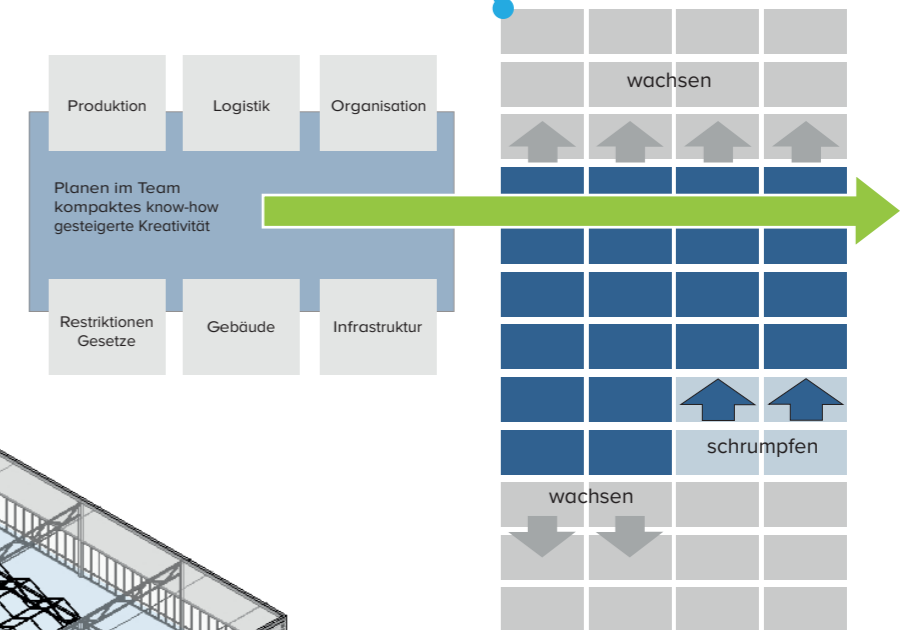 Produktion
Logistik
Organisation
Planen im Team
kompaktes know-how
gesteigerte Kreativität
Restriktionen
Gesetze
Gebäude
Infrastruktur
wachsen
schrumpfen
wachsen